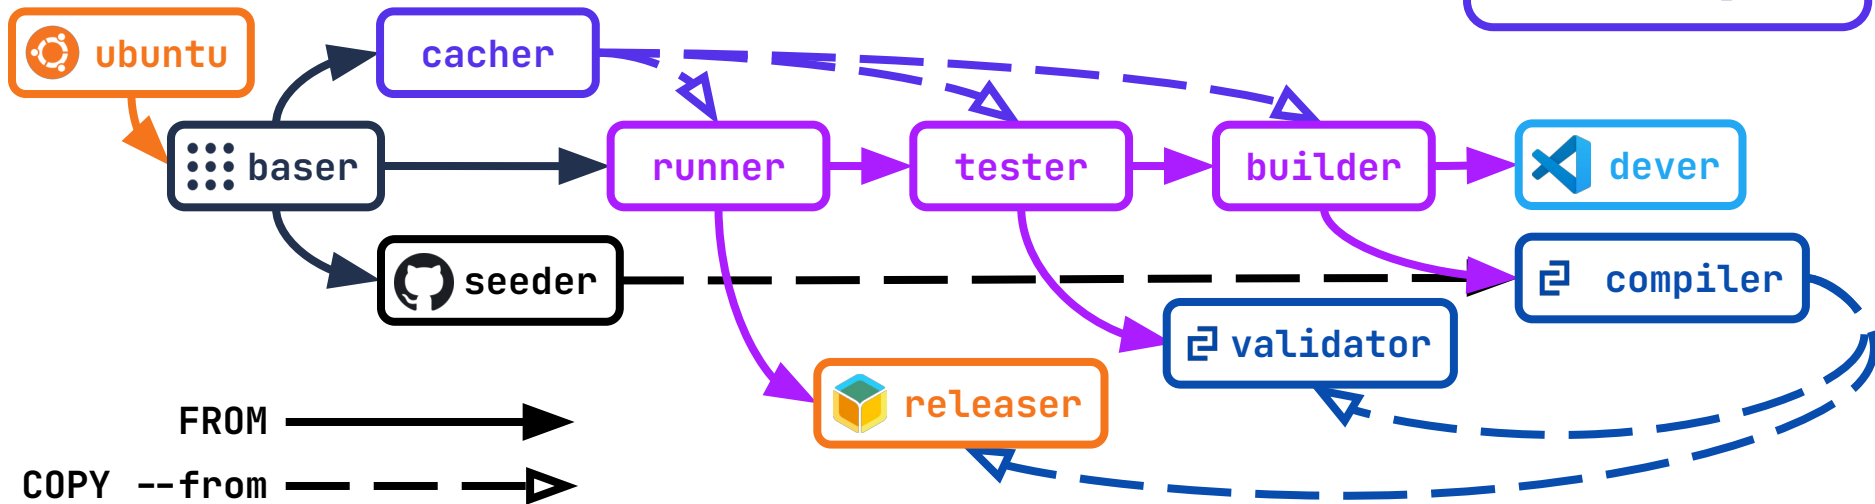 ubuntu
cacher
baser
runner
tester
builder
dever
seeder
compiler
validator
releaser
FROM
COPY --from